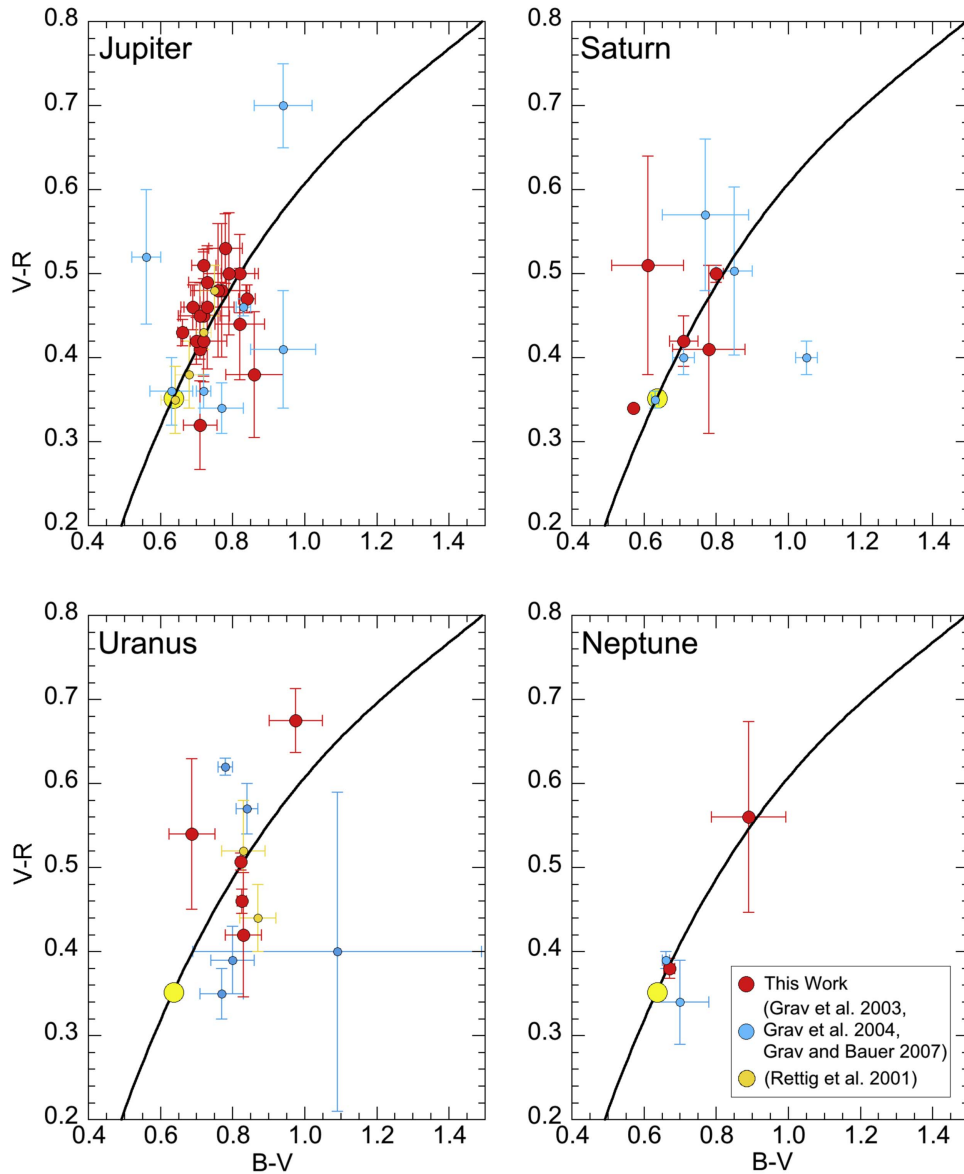 Jupiter
Saturn
V-R
0.8
0.7
0.6
0.5
0.4
0.3
0.2
0.4 0.6 0.8 1.0 1.2 1.4
0.8
0.7
0.6
0.5
0.4
0.3
0.2
0.4 0.6 0.8 1.0 1.2 1.4
Uranus
Neptune
V-R
0.8
0.7
0.6
0.5
0.4
0.3
0.2
0.4 0.6 0.8 1.0 1.2 1.4
B-V
0.8
0.7
0.6
0.5
0.4
0.3
0.2
0.4 0.6 0.8 1.0 1.2 1.4
B-V
This Work
(Grav et al. 2003,
Grav et al. 2004,
Grav and Bauer 2007)
(Rettig et al. 2001)